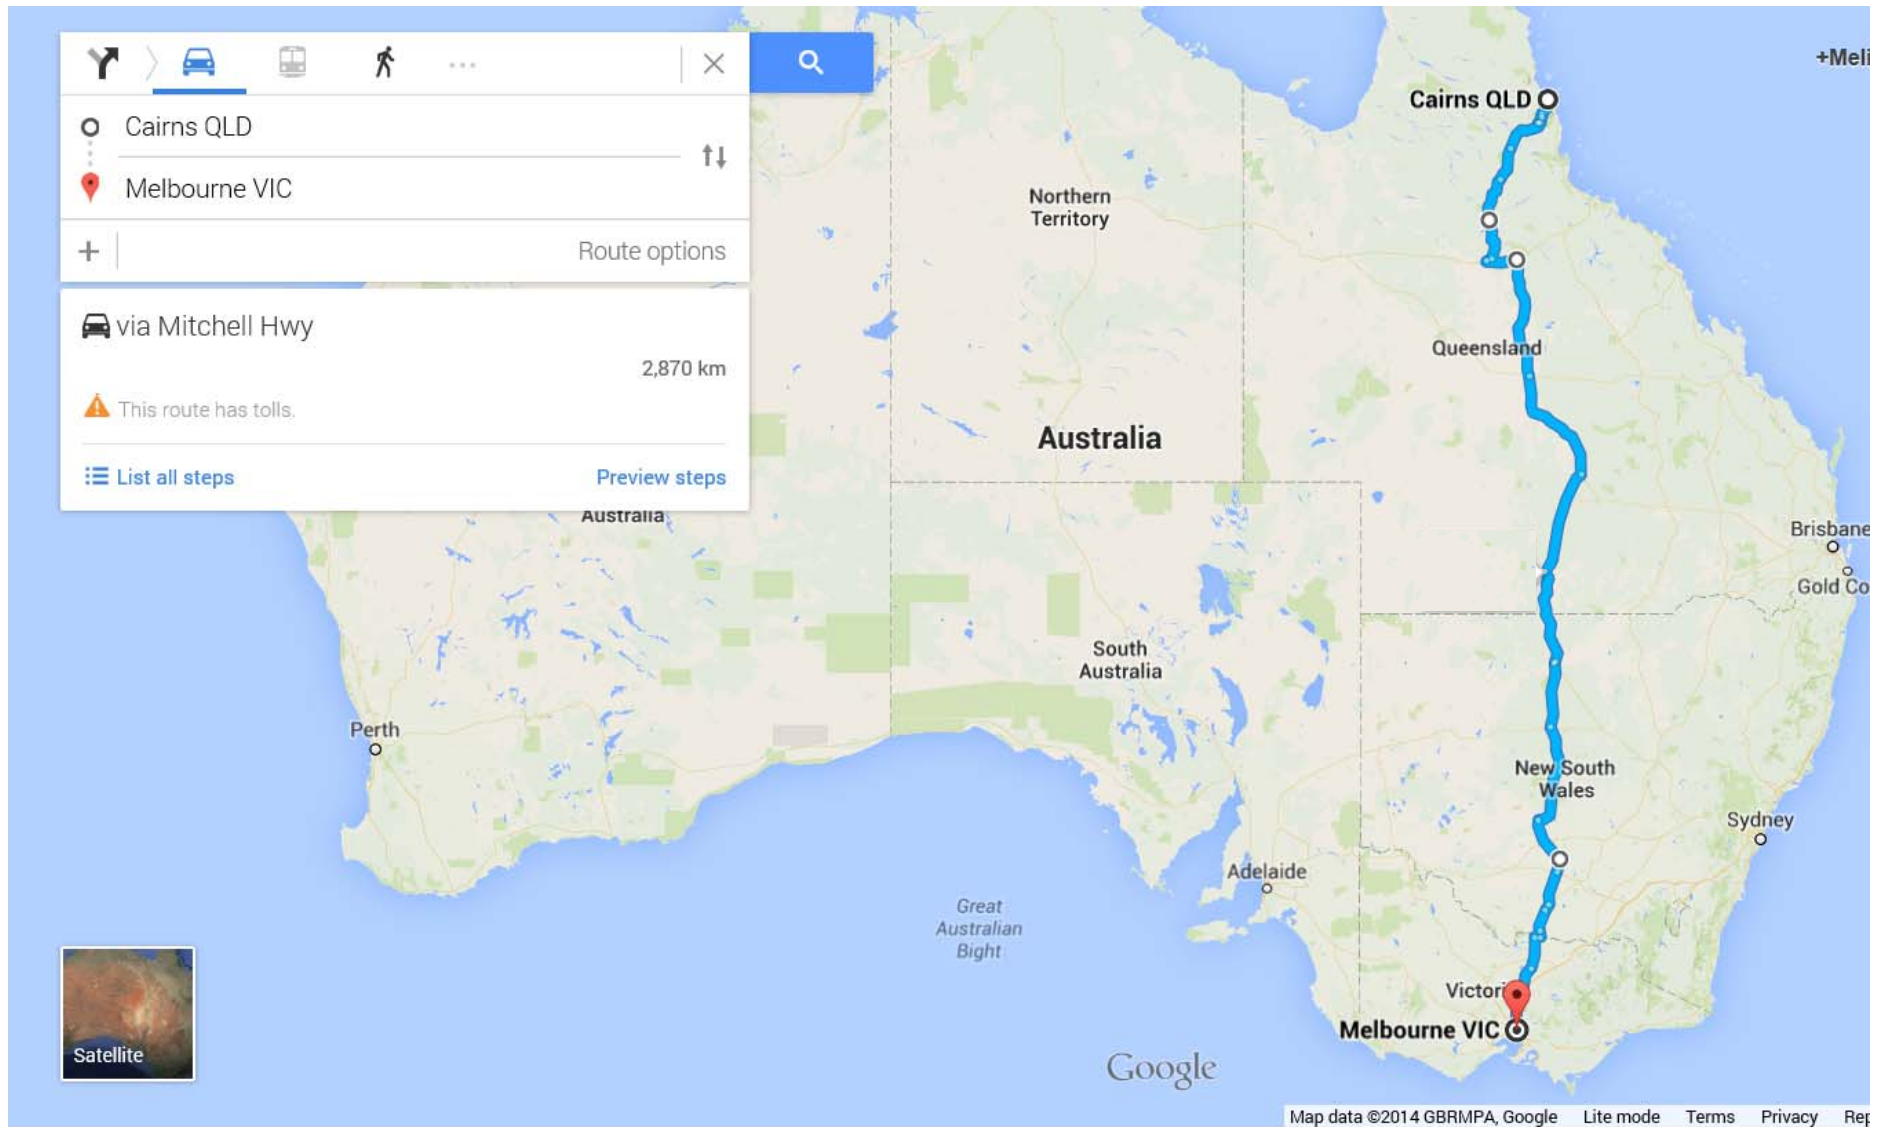 Cairns QLD
Melbourne VIC
Route options
via Mitchell Hwy
2,870 km
This route has tolls.
List all steps
Preview steps
+Meli
Cairns QLD
Northern
Territory
Queensland
Australia
Australia
Brisbane
Gold Co
South
Australia
Perth
New South
Wales
Sydney
Adelaide
Great
Australian
Bight
Victori
Melbourne VIC
Satellite
Google
Map data ©2014 GBRMPA, Google Lite mode Terms Privacy Rep